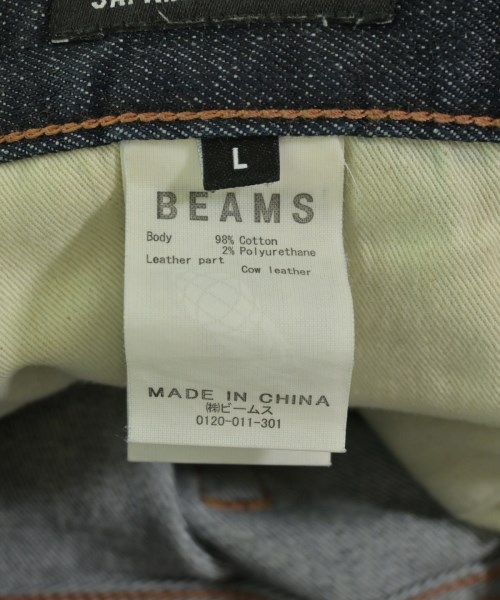 L
BEAMS
Body 98% Cotton
2% Polyurethane
Leather part
Cow leather
MADE IN CHINA
㈱ビームス
0120-011-301